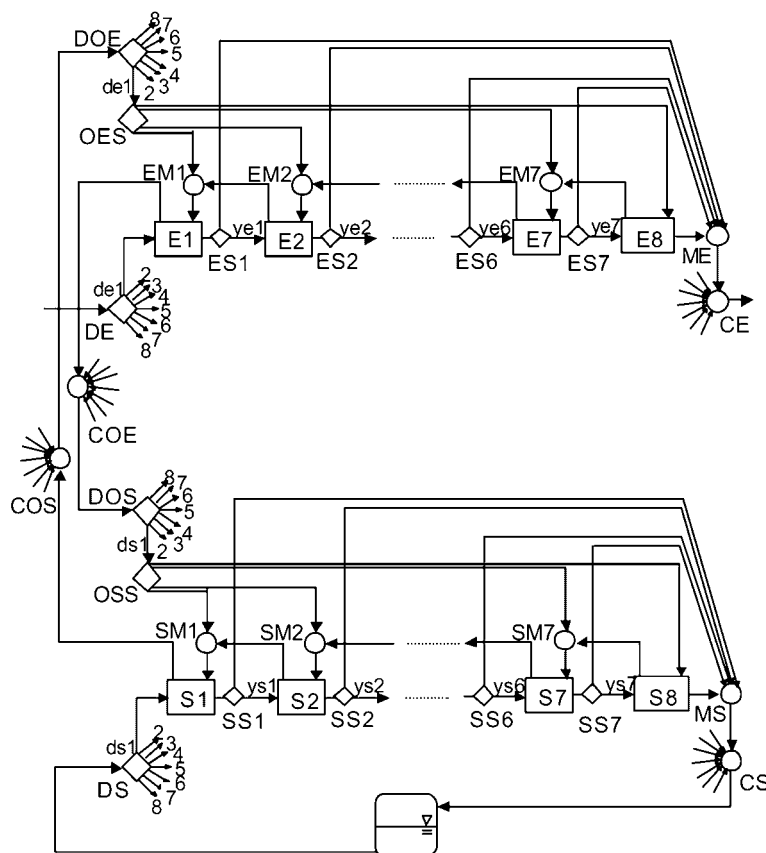 DOE
8
7
6
5
4
3
2
de1
OES
EM1 EM2 EM7
E1 ye1 E2 ye2 ye6 E7 ye7 E8
ES1 ES2 ES6 ES7 ME
de1
2
3
4
5
6
7
8
DE
CE
COE
COS
DOS
8
7
6
5
4
3
2
ds1
OSS
SM1 SM2 SM7
S1 ys1 S2 ys2 ys6 S7 ys7 S8
SS1 SS2 SS6 SS7 MS
ds1
2
3
4
5
6
7
8
DS
CS